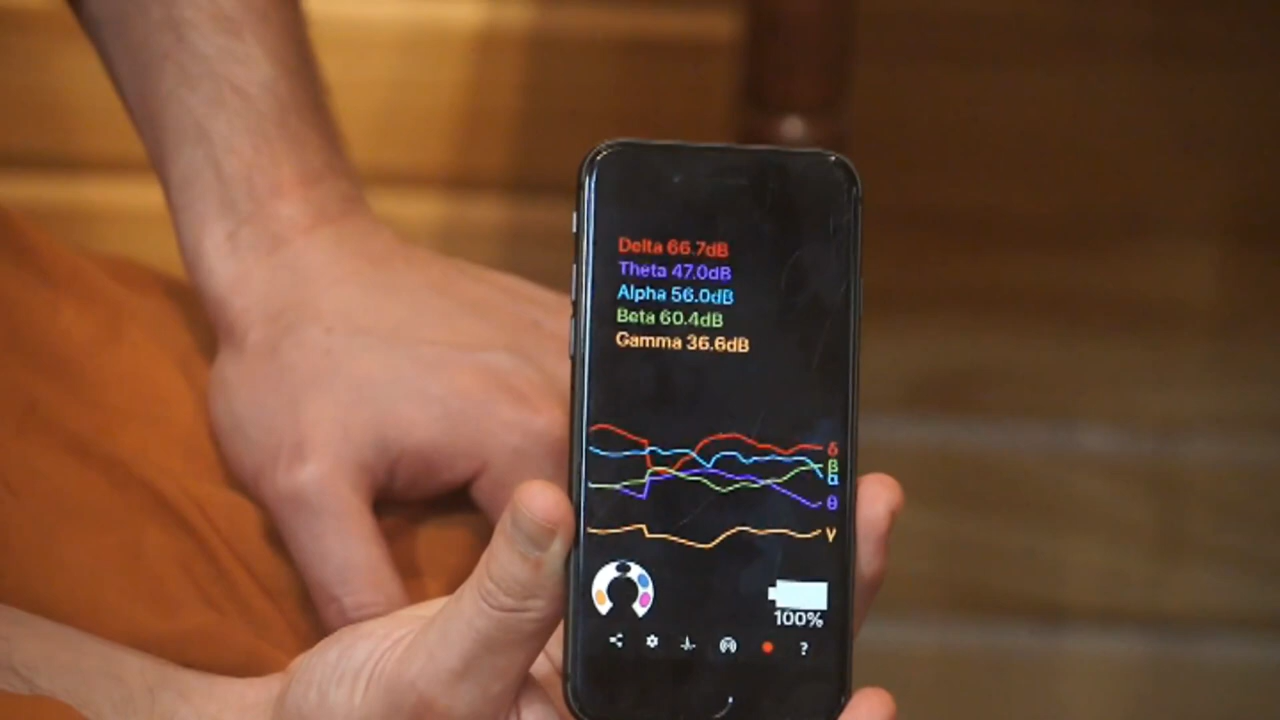 Delta 66.7dB
Theta 47.0dB
Alpha 56.0dB
Beta 60.4dB
Gamma 36.6dB
δ
β
α
θ
γ
100%
?